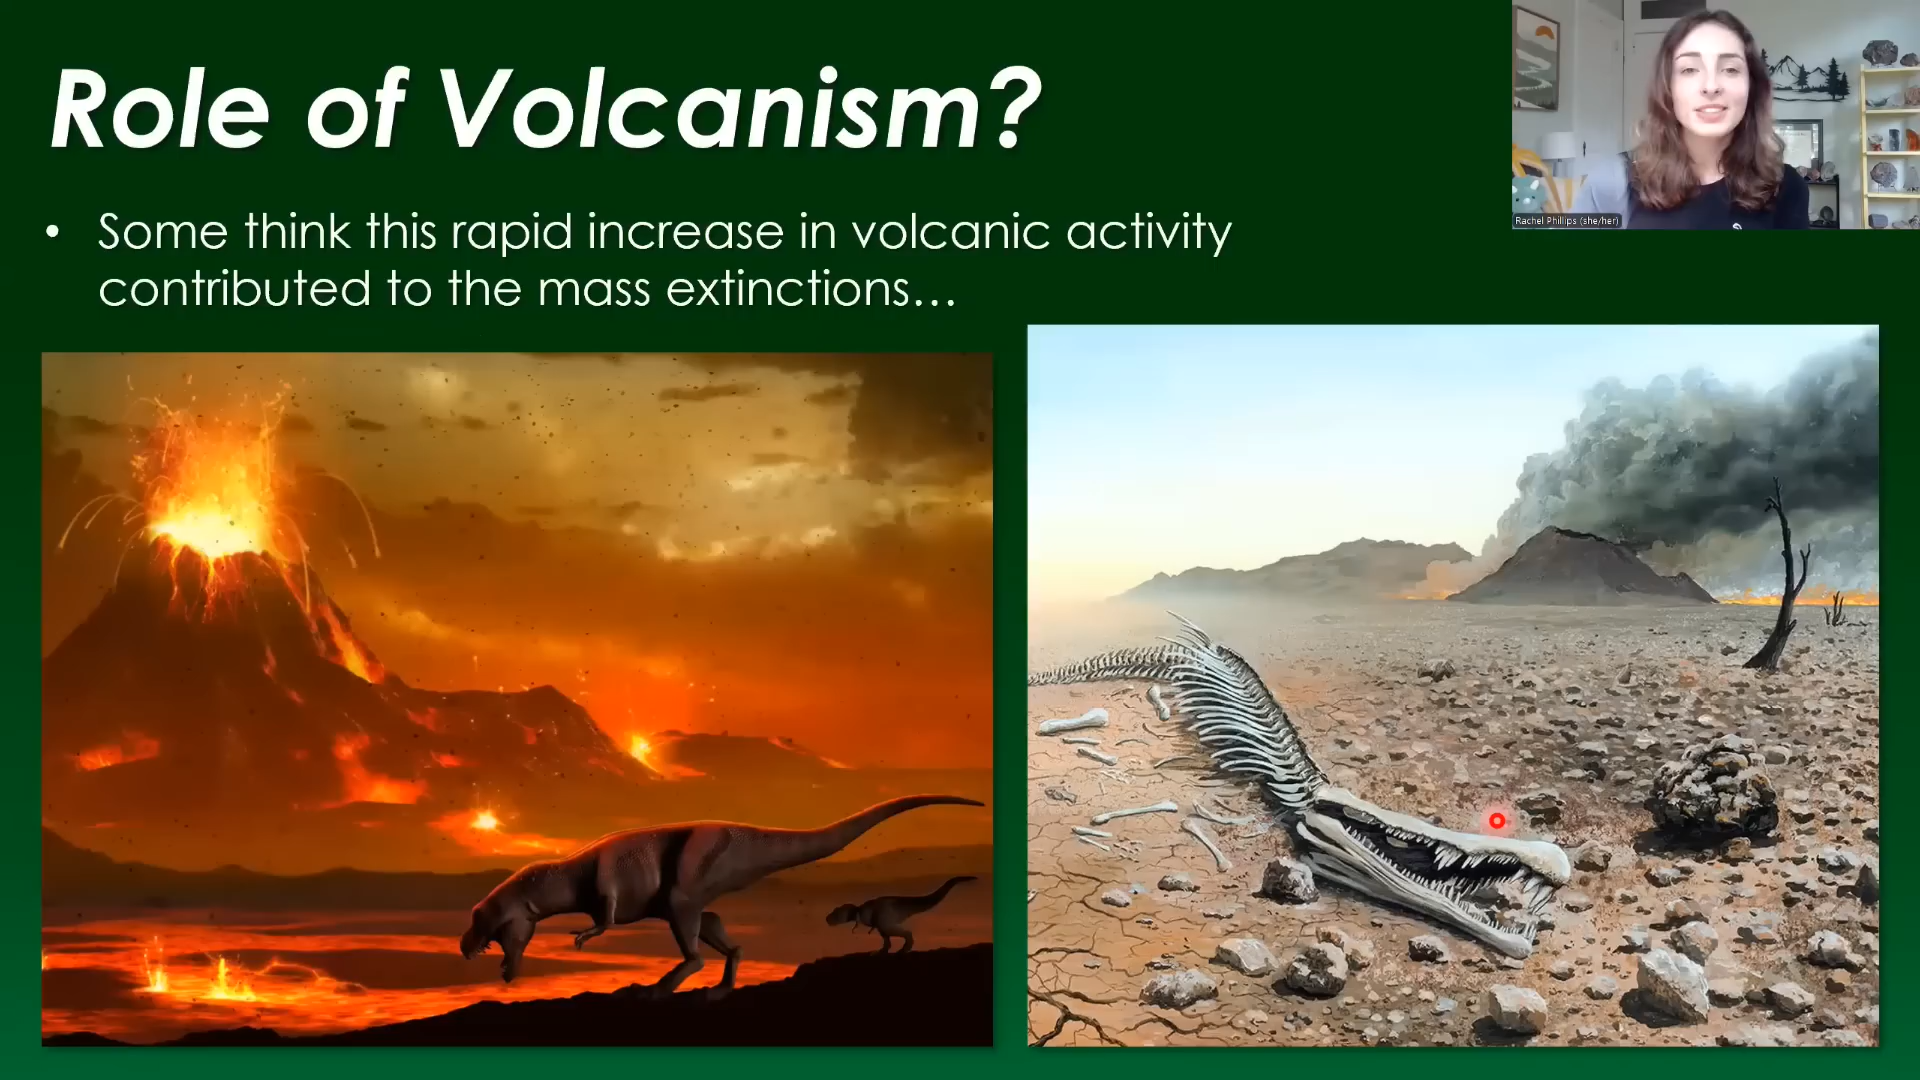 Role of Volcanism?
• Some think this rapid increase in volcanic activity
contributed to the mass extinctions...
Rachel Phillips (she/her)